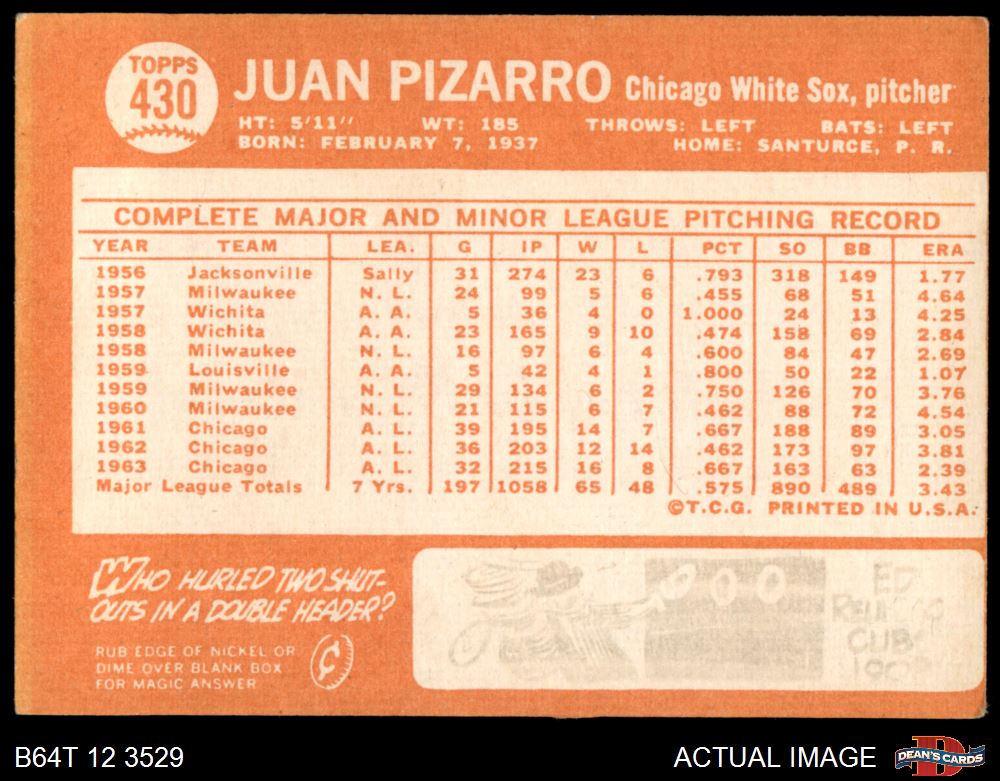 TOPPS
430
JUAN PIZARRO Chicago White Sox, pitcher
HT: 5'11" WT: 185 THROWS: LEFT BATS: LEFT
BORN: FEBRUARY 7, 1937 HOME: SANTURCE, P. R.
COMPLETE MAJOR AND MINOR LEAGUE PITCHING RECORD
YEAR TEAM LEA. G IP W L PCT SO BB ERA
1956 Jacksonville Sally 31 274 23 6 .793 318 149 1.77
1957 Milwaukee N. L. 24 99 5 6 .455 68 51 4.64
1957 Wichita A. A. 5 36 4 0 1.000 24 13 4.25
1958 Wichita A. A. 23 165 9 10 .474 158 69 2.84
1958 Milwaukee N. L. 16 97 6 4 .600 84 47 2.69
1959 Louisville A. A. 5 42 4 1 .800 50 22 1.07
1959 Milwaukee N. L. 29 134 6 2 .750 126 70 3.76
1960 Milwaukee N. L. 21 115 6 7 .462 88 72 4.54
1961 Chicago A. L. 39 195 14 7 .667 188 89 3.05
1962 Chicago A. L. 36 203 12 14 .462 173 97 3.81
1963 Chicago A. L. 32 215 16 8 .667 163 63 2.39
Major League Totals 7 Yrs. 197 1058 65 48 .575 890 489 3.43
©T.C.G. PRINTED IN U.S.A.
WHO HURLED TWO SHUT-
OUTS IN A DOUBLE HEADER?
RUB EDGE OF NICKEL OR
DIME OVER BLANK BOX
FOR MAGIC ANSWER
¢
000
ED
CUB
B64T 12 3529 ACTUAL IMAGE DEAN'S CARDS